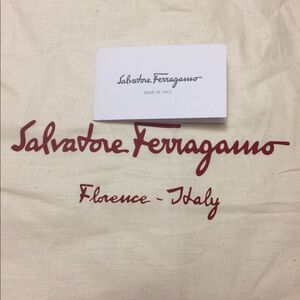 Salvatore Ferragamo
MADE IN ITALY
Salvatore Ferragamo
Florence - Italy